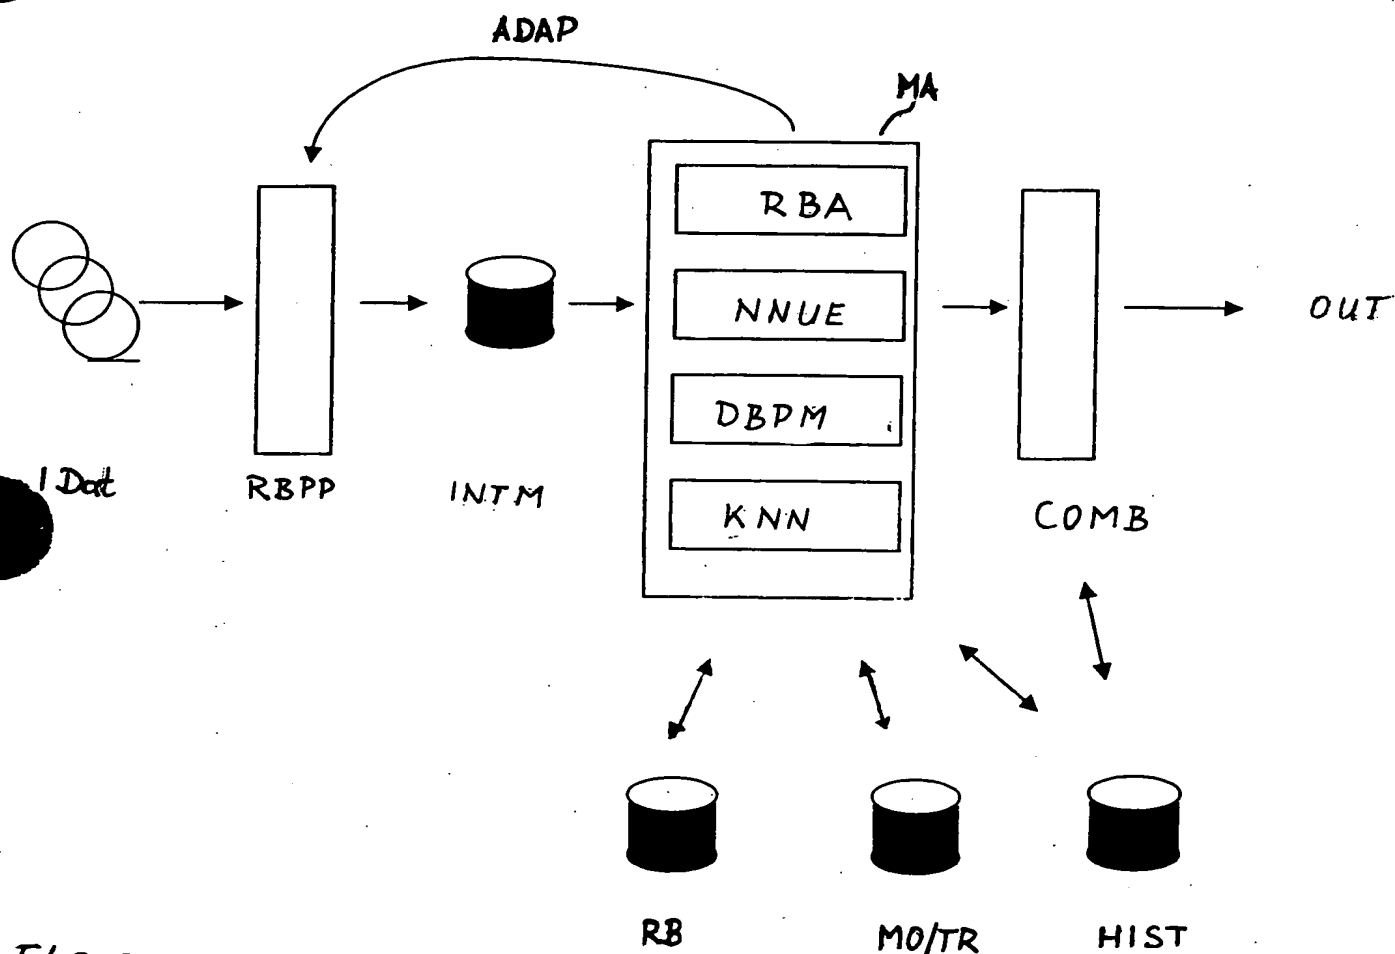 ADAP
MA
RBA
NNUE
OUT
DBPM
I Dat
RBPP
INTM
KNN
COMB
RB
MO/TR
HIST